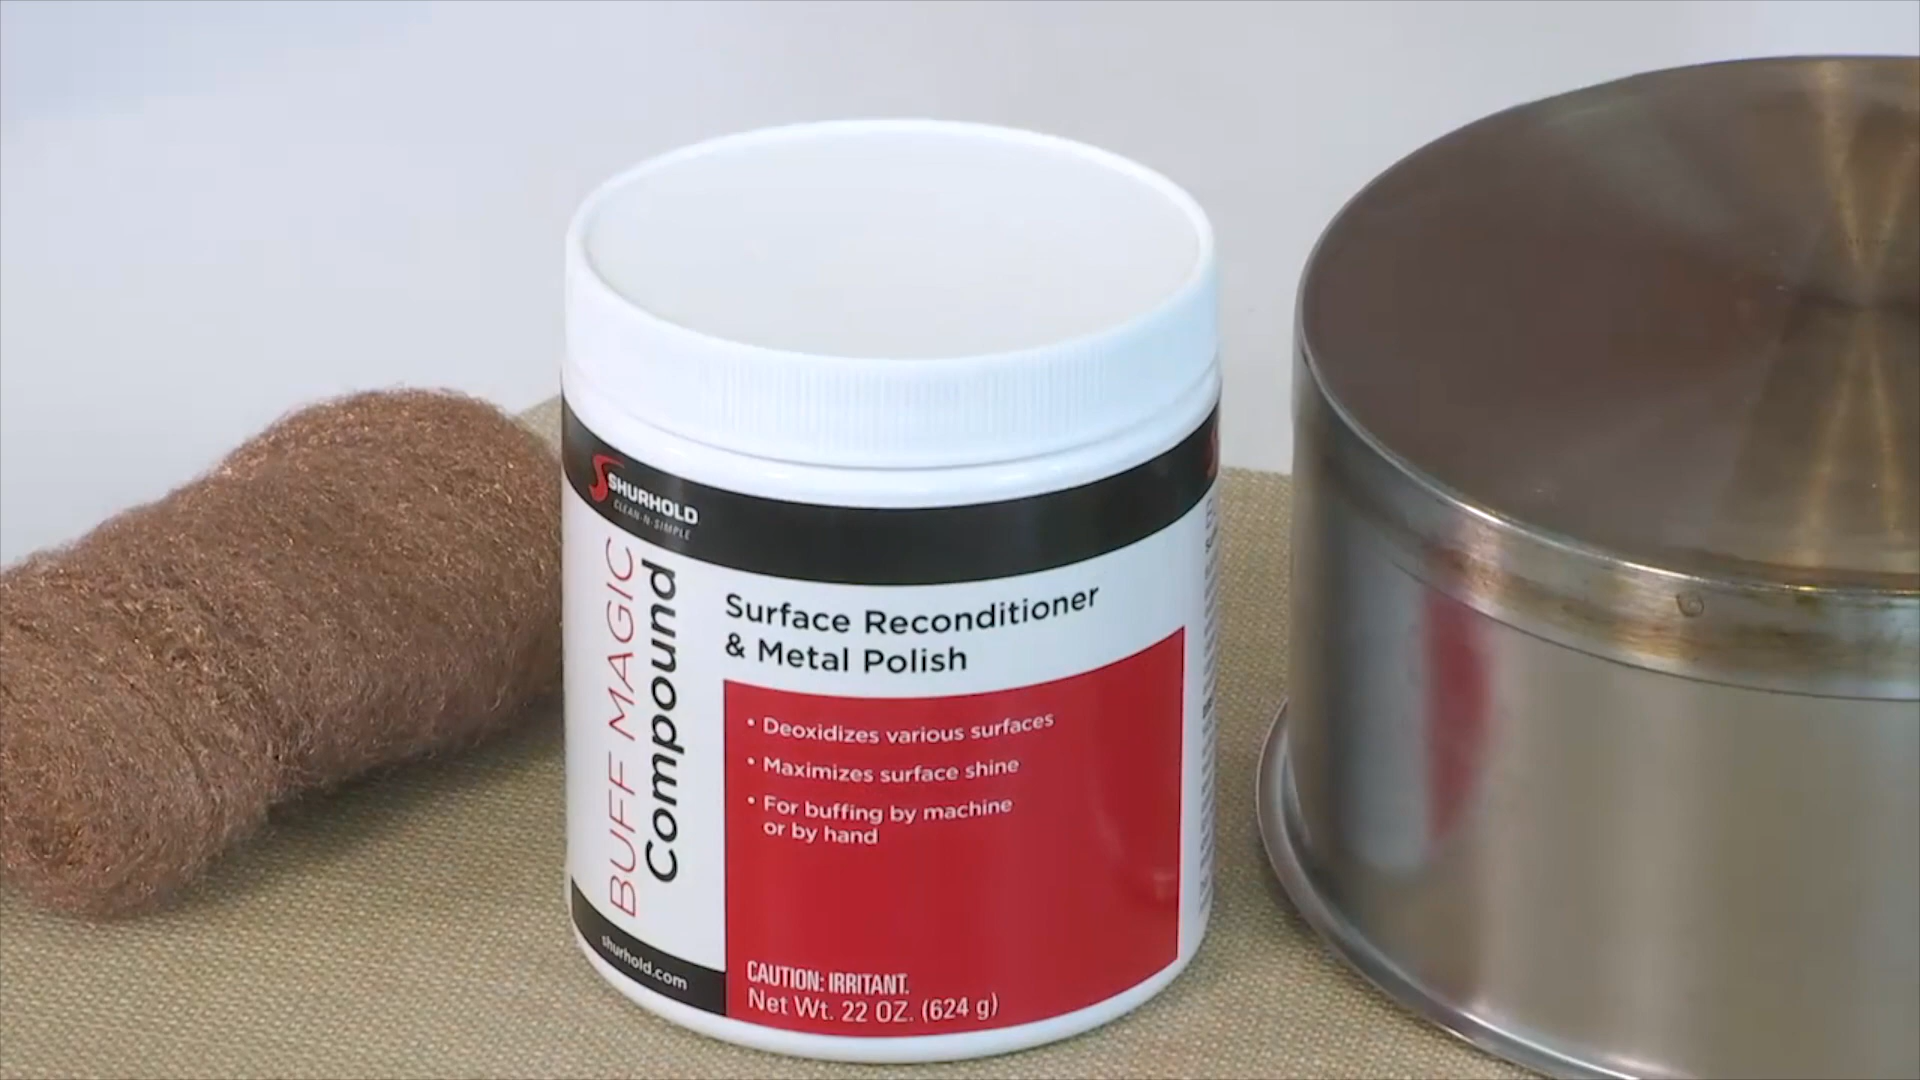 SHURHOLD
CLEAN-N-SIMPLE
BUFF MAGIC
Compound
Surface Reconditioner
& Metal Polish
• Deoxidizes various surfaces
• Maximizes surface shine
• For buffing by machine
or by hand
shurhold.com
CAUTION: IRRITANT.
Net Wt. 22 OZ. (624 g)